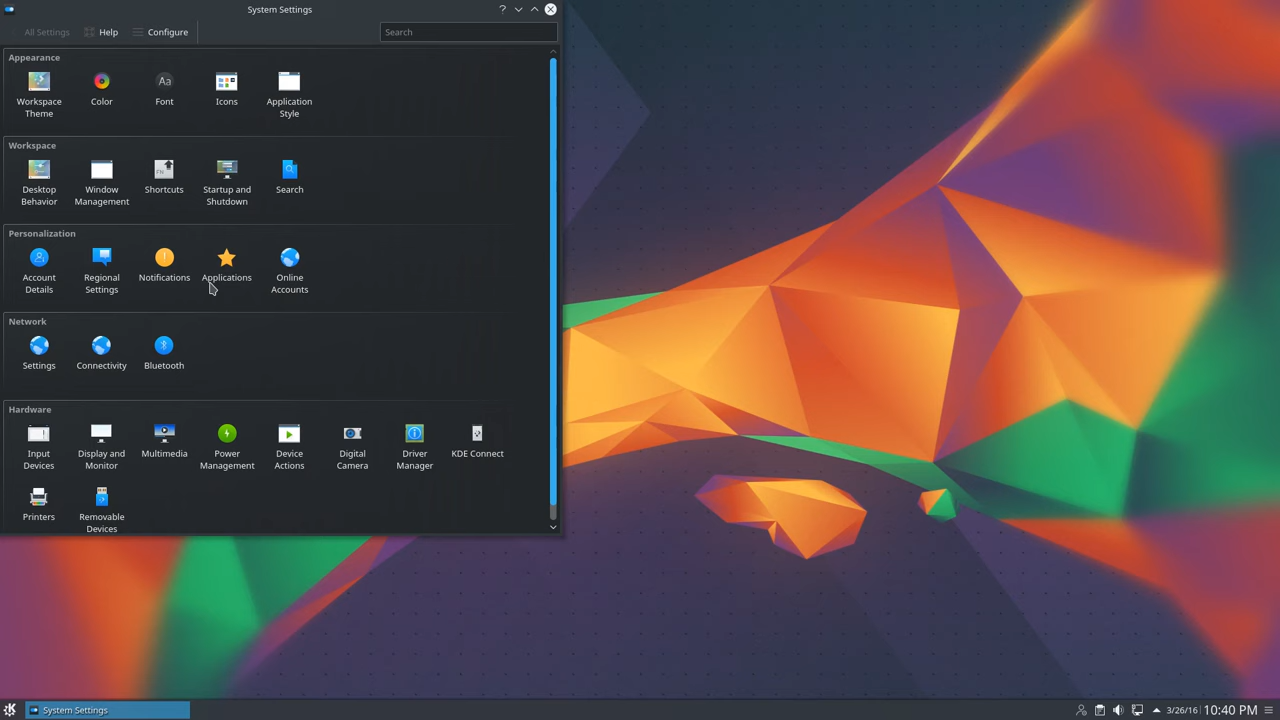 System Settings
All Settings Help Configure Search
Appearance
Workspace Theme Color Font Icons Application Style
Workspace
Desktop Behavior Window Management Shortcuts Startup and Shutdown Search
Personalization
Account Details Regional Settings Notifications Applications Online Accounts
Network
Settings Connectivity Bluetooth
Hardware
Input Devices Display and Monitor Multimedia Power Management Device Actions Digital Camera Driver Manager KDE Connect
Printers Removable Devices
System Settings 3/26/16 10:40 PM